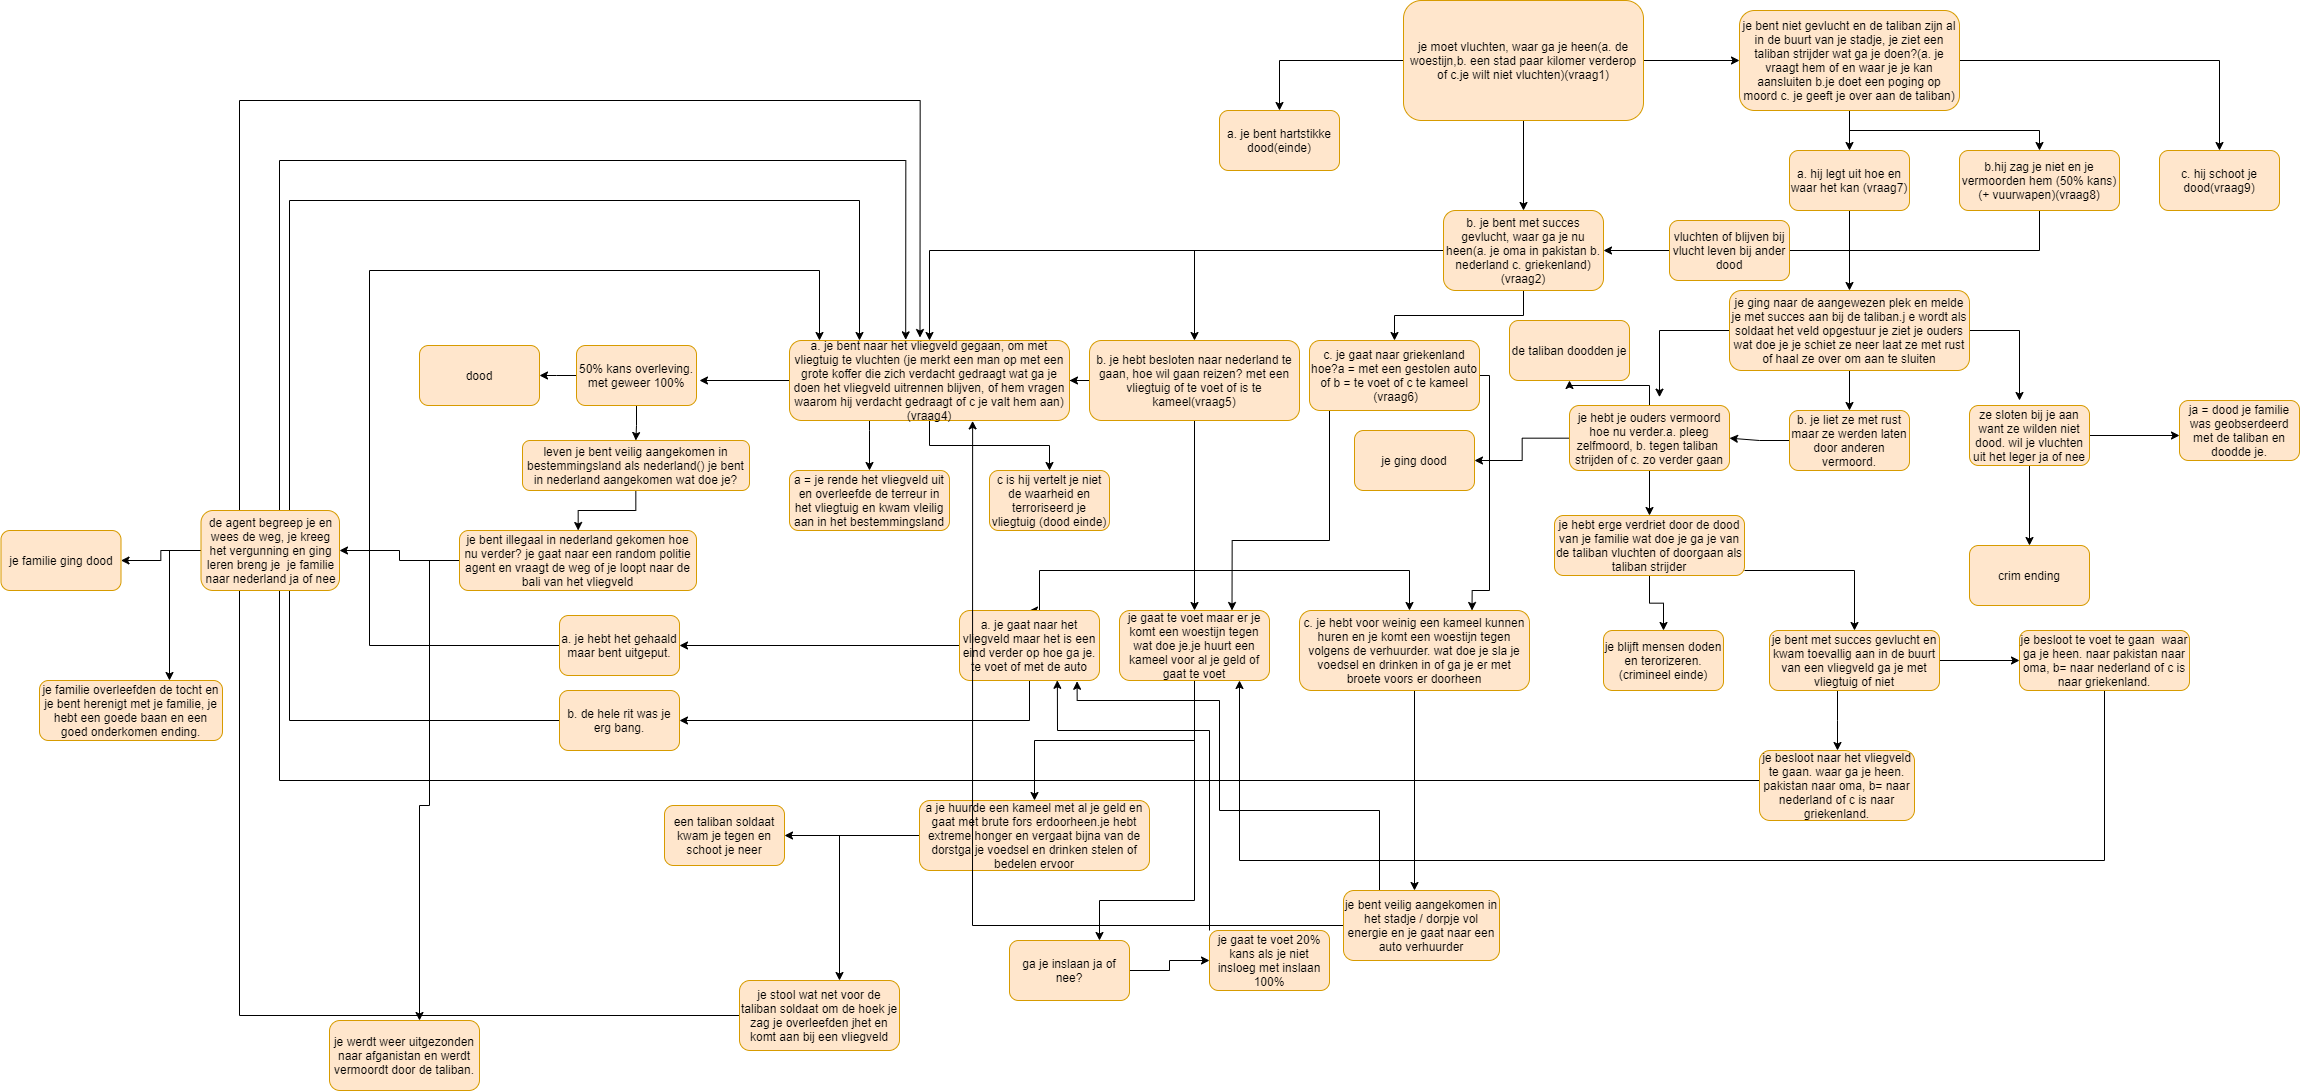 je moet vluchten, waar ga je heen(a. de
woestijn,b. een stad paar kilomer verderop
of c.je wilt niet vluchten)(vraag1)
je bent niet gevlucht en de taliban zijn al
in de buurt van je stadje, je ziet een
taliban strijder wat ga je doen?(a. je
vraagt hem of en waar je je kan
aansluiten b.je doet een poging op
moord c. je geeft je over aan de taliban)
a. je bent hartstikke
dood(einde)
a. hij legt uit hoe en
waar het kan (vraag7)
b.hij zag je niet en je
vermoorden hem (50% kans)
(+ vuurwapen)(vraag8)
c. hij schoot je
dood(vraag9)
b. je bent met succes
gevlucht, waar ga je nu
heen(a. je oma in pakistan b.
nederland c. griekenland)
(vraag2)
vluchten of blijven bij
vlucht leven bij ander
dood
je ging naar de aangewezen plek en melde
je met succes aan bij de taliban.j e wordt als
soldaat het veld opgestuur je ziet je ouders
wat doe je je schiet ze neer laat ze met rust
of haal ze over om aan te sluiten
de taliban doodden je
dood
50% kans overleving.
met geweer 100%
a. je bent naar het vliegveld gegaan, om met
vliegtuig te vluchten (je merkt een man op met een
grote koffer die zich verdacht gedraagt wat ga je
doen het vliegveld uitrennen blijven, of hem vragen
waarom hij verdacht gedraagt of c je valt hem aan)
(vraag4)
b. je hebt besloten naar nederland te
gaan, hoe wil gaan reizen? met een
vliegtuig of te voet of is te
kameel(vraag5)
c. je gaat naar griekenland
hoe?a = met een gestolen auto
of b = te voet of c te kameel
(vraag6)
je hebt je ouders vermoord
hoe nu verder.a. pleeg
zelfmoord, b. tegen taliban
strijden of c. zo verder gaan
b. je liet ze met rust
maar ze werden laten
door anderen
vermoord.
ze sloten bij je aan
want ze wilden niet
dood. wil je vluchten
uit het leger ja of nee
ja = dood je familie
was geobserdeerd
met de taliban en
doodde je.
je ging dood
leven je bent veilig aangekomen in
bestemmingsland als nederland() je bent
in nederland aangekomen wat doe je?
a = je rende het vliegveld uit
en overleefde de terreur in
het vliegtuig en kwam vleilig
aan in het bestemmingsland
c is hij vertelt je niet
de waarheid en
terroriseerd je
vliegtuig (dood einde)
de agent begreep je en
wees de weg, je kreeg
het vergunning en ging
leren breng je  je familie
naar nederland ja of nee
je familie ging dood
je bent illegaal in nederland gekomen hoe
nu verder? je gaat naar een random politie
agent en vraagt de weg of je loopt naar de
bali van het vliegveld
je hebt erge verdriet door de dood
van je familie wat doe je ga je van
de taliban vluchten of doorgaan als
taliban strijder
crim ending
a. je hebt het gehaald
maar bent uitgeput.
a. je gaat naar het
vliegveld maar het is een
eind verder op hoe ga je.
te voet of met de auto
je gaat te voet maar er je
komt een woestijn tegen
wat doe je.je huurt een
kameel voor al je geld of
gaat te voet
c. je hebt voor weinig een kameel kunnen
huren en je komt een woestijn tegen
volgens de verhuurder. wat doe je sla je
voedsel en drinken in of ga je er met
broete voors er doorheen
je blijft mensen doden
en terorizeren.
(crimineel einde)
je bent met succes gevlucht en
kwam toevallig aan in de buurt
van een vliegveld ga je met
vliegtuig of niet
je besloot te voet te gaan  waar
ga je heen. naar pakistan naar
oma, b= naar nederland of c is
naar griekenland.
je familie overleefden de tocht en
je bent herenigt met je familie, je
hebt een goede baan en een
goed onderkomen ending.
b. de hele rit was je
erg bang.
je besloot naar het vliegveld
te gaan. waar ga je heen.
pakistan naar oma, b= naar
nederland of c is naar
griekenland.
een taliban soldaat
kwam je tegen en
schoot je neer
a je huurde een kameel met al je geld en
gaat met brute fors erdoorheen.je hebt
extreme honger en vergaat bijna van de
dorstga je voedsel en drinken stelen of
bedelen ervoor
je bent veilig aangekomen in
het stadje / dorpje vol
energie en je gaat naar een
auto verhuurder
ga je inslaan ja of
nee?
je gaat te voet 20%
kans als je niet
insloeg met inslaan
100%
je stool wat net voor de
taliban soldaat om de hoek je
zag je overleefden jhet en
komt aan bij een vliegveld
je werdt weer uitgezonden
naar afganistan en werdt
vermoordt door de taliban.